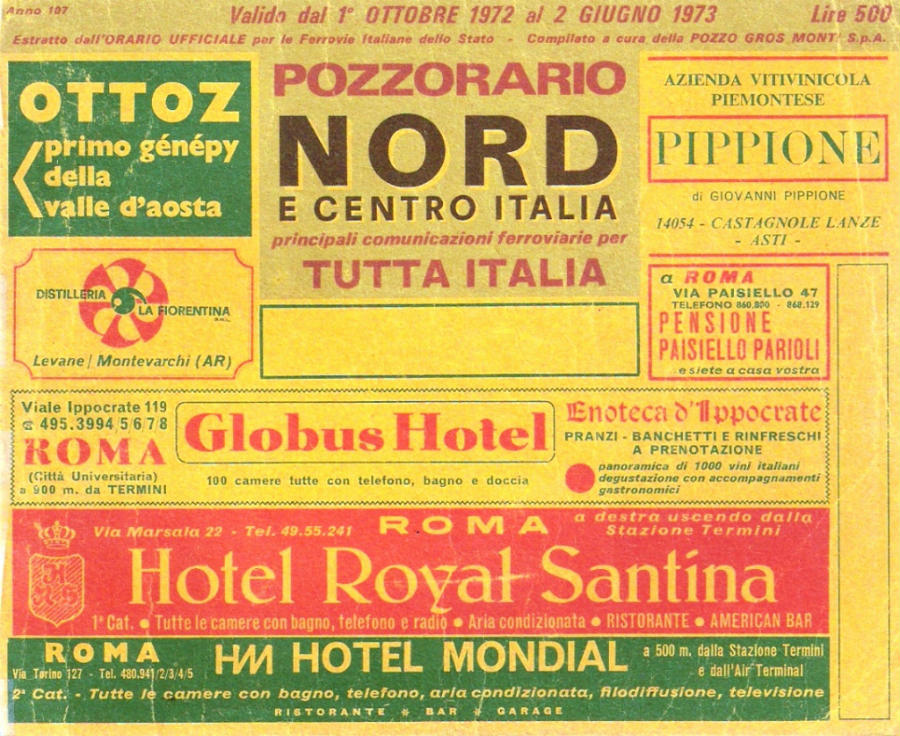 Anno 107
Valido dal 1° OTTOBRE 1972 al 2 GIUGNO 1973
Lire 500
Estratto dall'ORARIO UFFICIALE per le Ferrovie Italiane dello Stato - Compilato a cura della POZZO GROS MONTI S.p.A.
OTTOZ
primo génépy
della
valle d'aosta
POZZORARIO
NORD
E CENTRO ITALIA
principali comunicazioni ferroviarie per
TUTTA ITALIA
AZIENDA VITIVINICOLA
PIEMONTESE
PIPPIONE
di GIOVANNI PIPPIONE
14054 - CASTAGNOLE LANZE
- ASTI -
DISTILLERIA
LA FIORENTINA
Levane / Montevarchi (AR)
a ROMA
VIA PAISIELLO 47
TELEFONO 860.800 - 868.129
PENSIONE
PAISIELLO PARIOLI
e siete a casa vostra
Viale Ippocrate 119
☎ 495.3994 5 6 7 8
ROMA
(Città Universitaria)
a 900 m. da TERMINI
Globus Hotel
100 camere tutte con telefono, bagno e doccia
Enoteca d'Ippocrate
PRANZI - BANCHETTI E RINFRESCHI
A PRENOTAZIONE
panoramica di 1000 vini italiani
degustazione con accompagnamenti
gastronomici
Via Marsala 22 - Tel. 49.55.241
ROMA
a destra uscendo dalla
Stazione Termini
Hotel Royal Santina
1ª Cat. ● Tutte le camere con bagno, telefono e radio ● Aria condizionata ● RISTORANTE ● AMERICAN BAR
ROMA
Via Torino 127 - Tel. 480.941/2/3/4/5
HM HOTEL MONDIAL
a 500 m. dalla Stazione Termini
e dall'Air Terminal
2ª Cat. - Tutte le camere con bagno, telefono, aria condizionata, filodiffusione, televisione
RISTORANTE ✳ BAR ✳ GARAGE